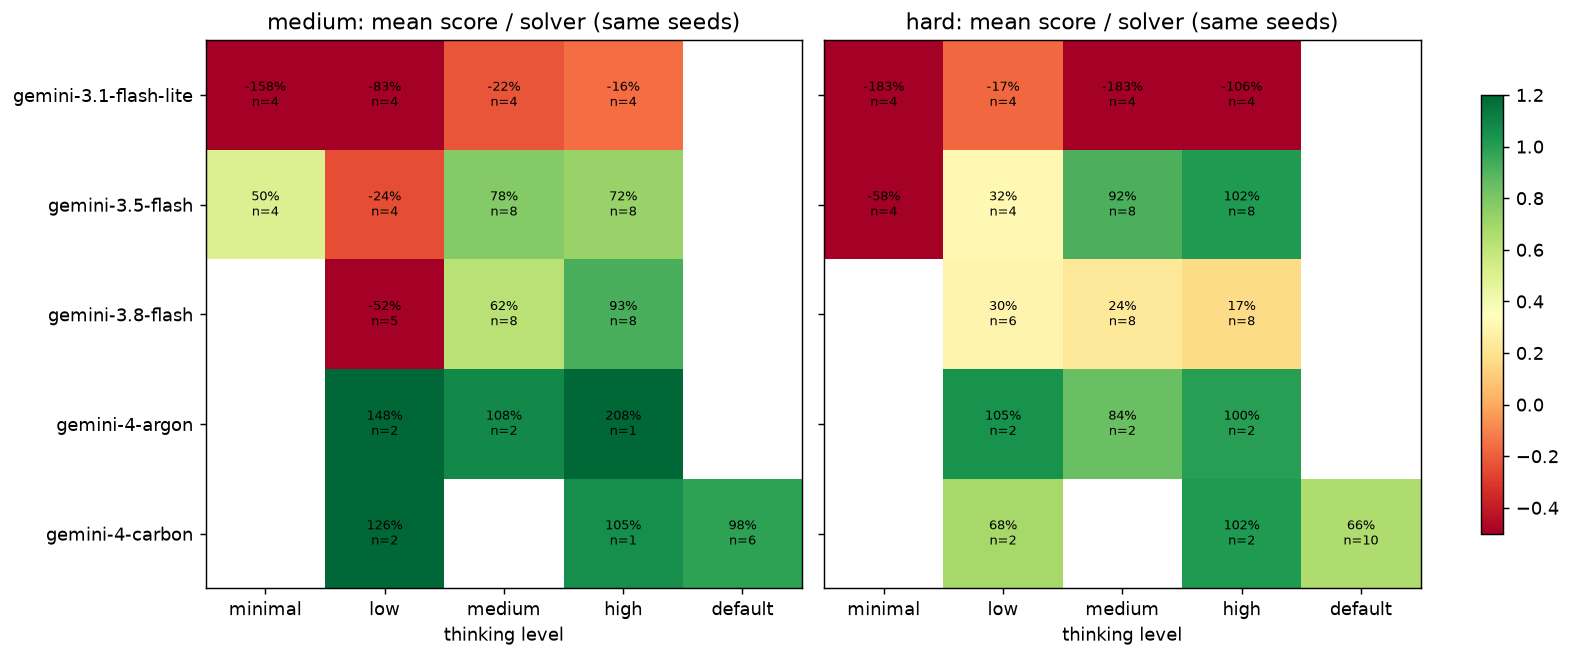 medium: mean score / solver (same seeds)
hard: mean score / solver (same seeds)
gemini-3.1-flash-lite
-158%
n=4
-83%
n=4
-22%
n=4
-16%
n=4
-183%
n=4
-17%
n=4
-183%
n=4
-106%
n=4
gemini-3.5-flash
50%
n=4
-24%
n=4
78%
n=8
72%
n=8
-58%
n=4
32%
n=4
92%
n=8
102%
n=8
gemini-3.8-flash
-52%
n=5
62%
n=8
93%
n=8
30%
n=6
24%
n=8
17%
n=8
gemini-4-argon
148%
n=2
108%
n=2
208%
n=1
105%
n=2
84%
n=2
100%
n=2
gemini-4-carbon
126%
n=2
105%
n=1
98%
n=6
68%
n=2
102%
n=2
66%
n=10
minimal
low
medium
high
default
thinking level
minimal
low
medium
high
default
thinking level
1.2
1.0
0.8
0.6
0.4
0.2
0.0
−0.2
−0.4